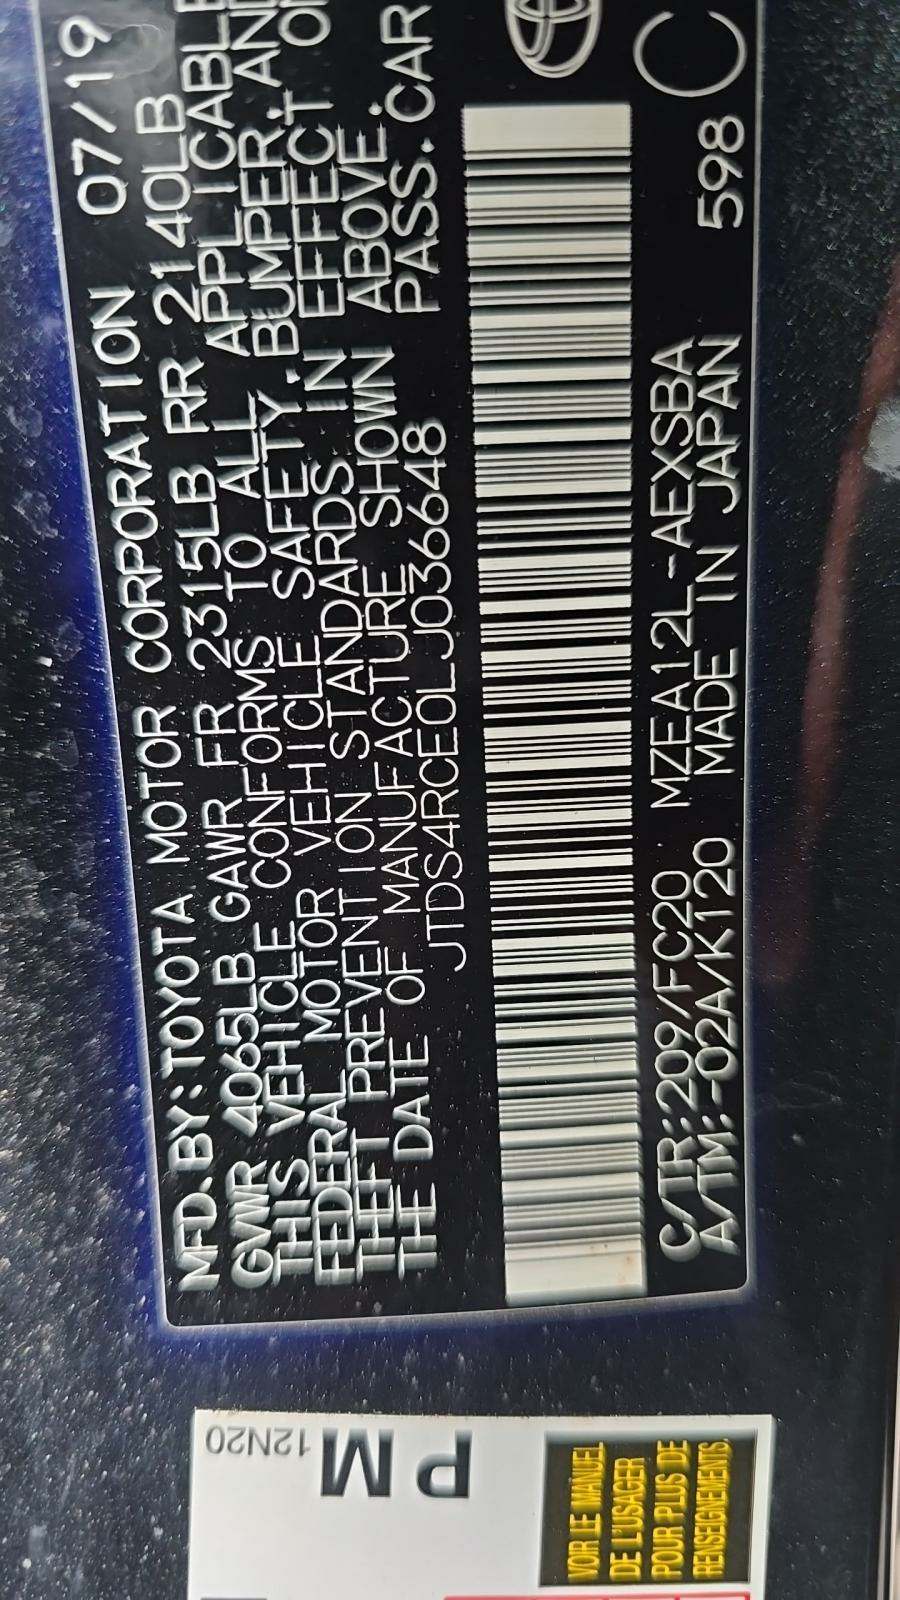 MFD.BY:TOYOTA MOTOR CORPORATION 07/19
GVWR 4065LB GAWR FR 2315LB RR 2140LB
THIS VEHICLE CONFORMS TO ALL APPLICABLE
FEDERAL MOTOR VEHICLE SAFETY,BUMPER,AND
THEFT PREVENTION STANDARDS IN EFFECT ON
THE DATE OF MANUFACTURE SHOWN ABOVE.
JTDS4RCE0LJ036648 PASS.CAR
C/TR:209/FC20 MZEA12L-AEXSBA
A/TM:-02A/K120 MADE IN JAPAN 598
C
12N20
PM
VOIR LE MANUEL
DE L'USAGER
POUR PLUS DE
RENSEIGNEMENTS.